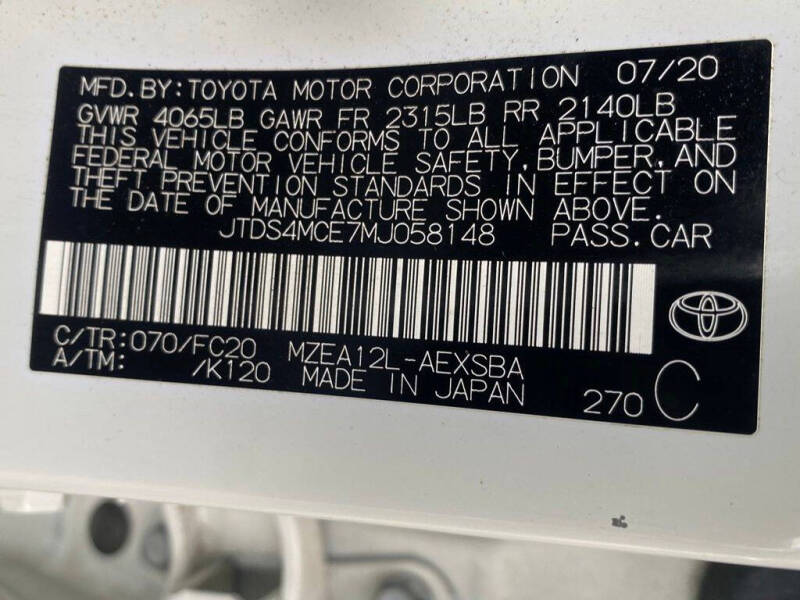 MFD. BY: TOYOTA MOTOR CORPORATION 07/20
GVWR 4065LB GAWR FR 2315LB RR 2140LB
THIS VEHICLE CONFORMS TO ALL APPLICABLE
FEDERAL MOTOR VEHICLE SAFETY, BUMPER, AND
THEFT PREVENTION STANDARDS IN EFFECT ON
THE DATE OF MANUFACTURE SHOWN ABOVE.
JTDS4MCE7MJ058148 PASS.CAR
C/TR: 070/FC20 MZEA12L-AEXSBA
A/TM: /K120 MADE IN JAPAN 270 C